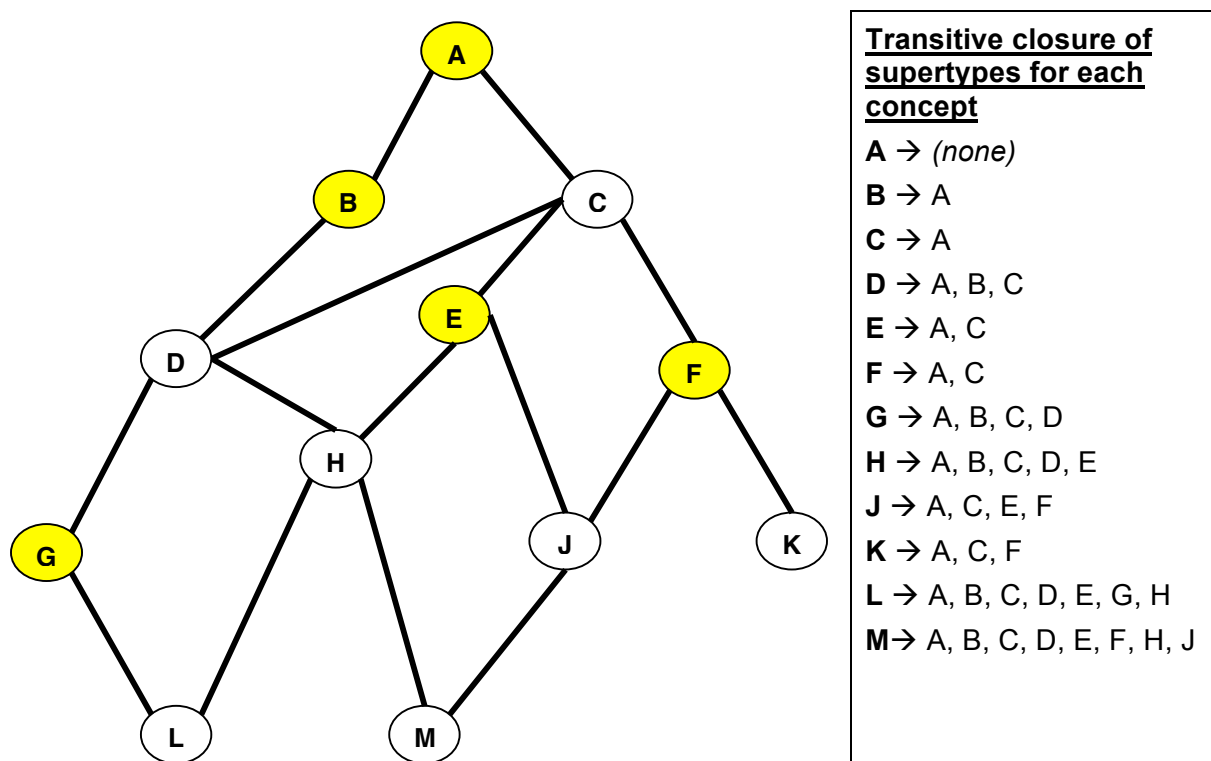 A
B
C
E
D
F
H
J
K
G
L
M
Transitive closure of
supertypes for each
concept
A → (none)
B → A
C → A
D → A, B, C
E → A, C
F → A, C
G → A, B, C, D
H → A, B, C, D, E
J → A, C, E, F
K → A, C, F
L → A, B, C, D, E, G, H
M→ A, B, C, D, E, F, H, J